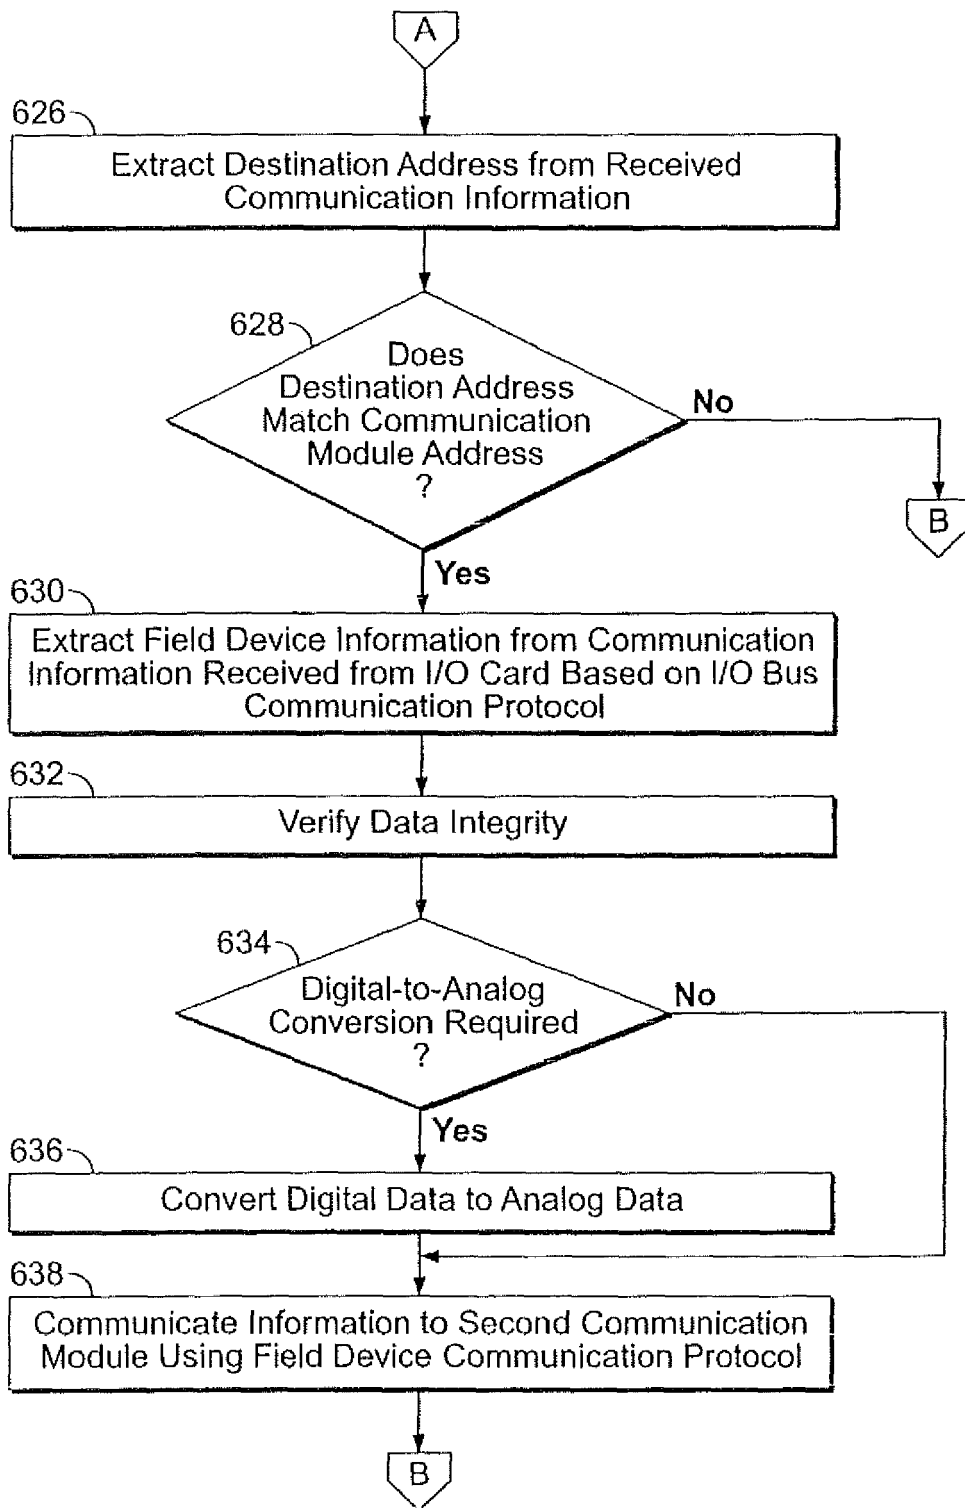 A
626
Extract Destination Address from Received
Communication Information
628
Does
Destination Address
Match Communication
Module Address
?
No
B
Yes
630
Extract Field Device Information from Communication
Information Received from I/O Card Based on I/O Bus
Communication Protocol
632
Verify Data Integrity
634
Digital-to-Analog
Conversion Required
?
No
Yes
636
Convert Digital Data to Analog Data
638
Communicate Information to Second Communication
Module Using Field Device Communication Protocol
B